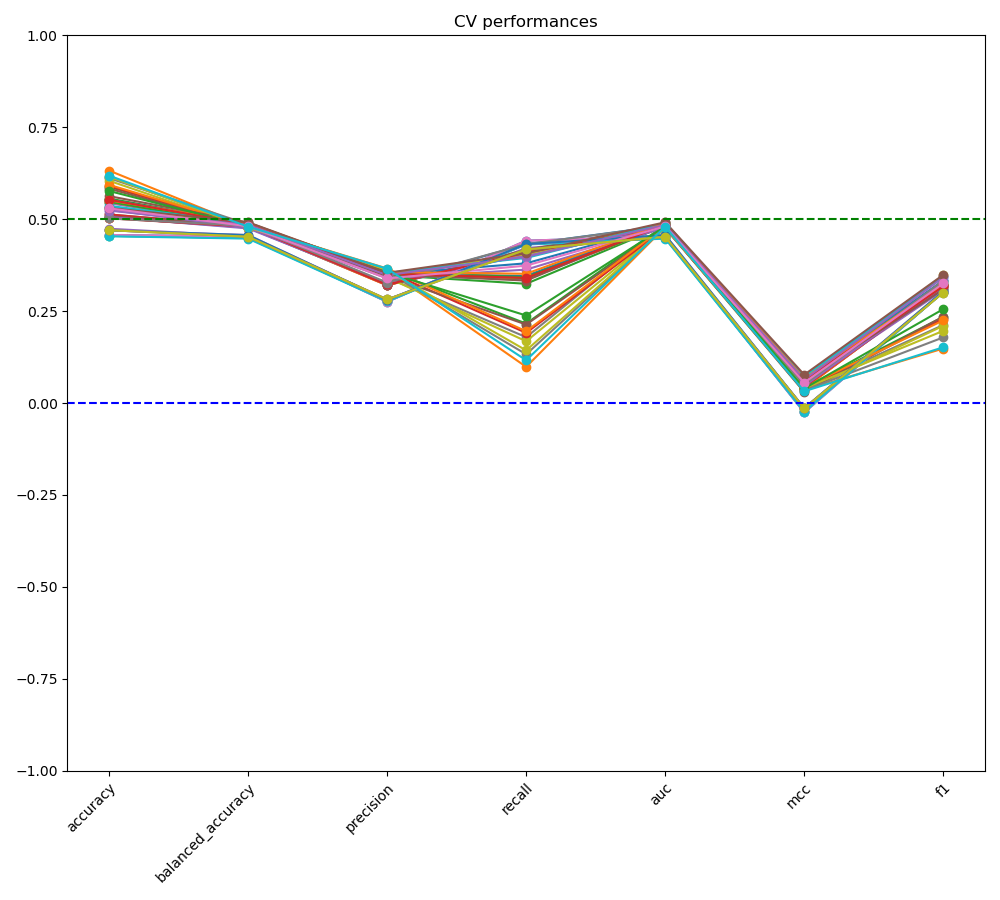 CV performances
1.00
0.75
0.50
0.25
0.00
−0.25
−0.50
−0.75
−1.00
accuracy
balanced_accuracy
precision
recall
auc
mcc
f1